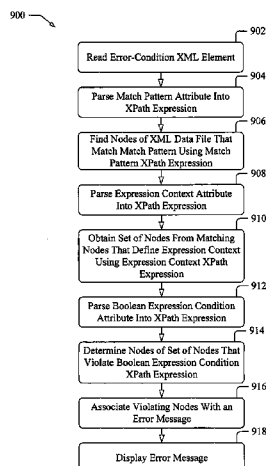 900
902
Read Error-Condition XML Element
904
Parse Match Pattern Attribute Into
XPath Expression
906
Find Nodes of XML Data File That
Match Match Pattern Using Match
Pattern XPath Expression
908
Parse Expression Context Attribute
Into XPath Expression
910
Obtain Set of Nodes From Matching
Nodes That Define Expression Context
Using Expression Context XPath
Expression
912
Parse Boolean Expression Condition
Attribute Into XPath Expression
914
Determine Nodes of Set of Nodes That
Violate Boolean Expression Condition
XPath Expression
916
Associate Violating Nodes With an
Error Message
918
Display Error Message